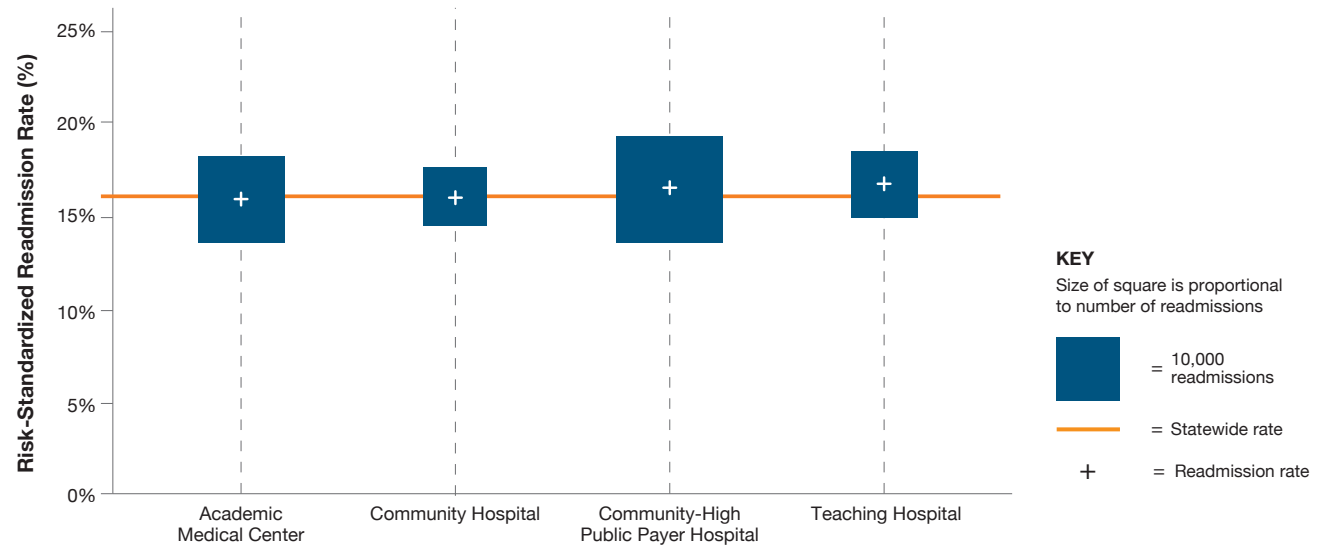 Risk-Standardized Readmission Rate (%)
25%
20%
15%
10%
5%
0%
Academic
Medical Center
Community Hospital
Community-High
Public Payer Hospital
Teaching Hospital
KEY
Size of square is proportional
to number of readmissions
= 10,000
readmissions
= Statewide rate
+ = Readmission rate